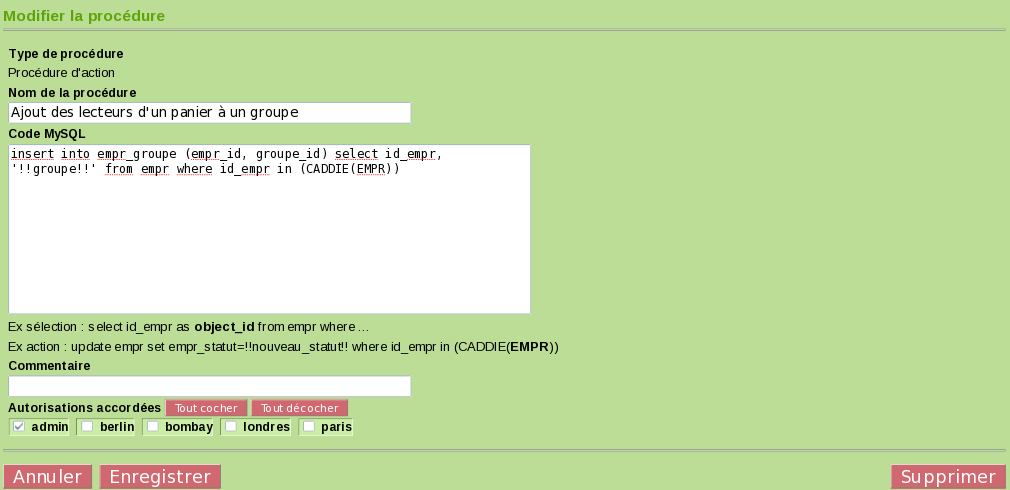 Modifier la procédure
Type de procédure
Procédure d'action
Nom de la procédure
Ajout des lecteurs d'un panier à un groupe
Code MySQL
insert into empr_groupe (empr_id, groupe_id) select id_empr,
'!!groupe!!' from empr where id_empr in (CADDIE(EMPR))
Ex sélection : select id_empr as object_id from empr where ...
Ex action : update empr set empr_statut=!!nouveau_statut!! where id_empr in (CADDIE(EMPR))
Commentaire
Autorisations accordées Tout cocher Tout décocher
admin berlin bombay londres paris
Annuler Enregistrer Supprimer